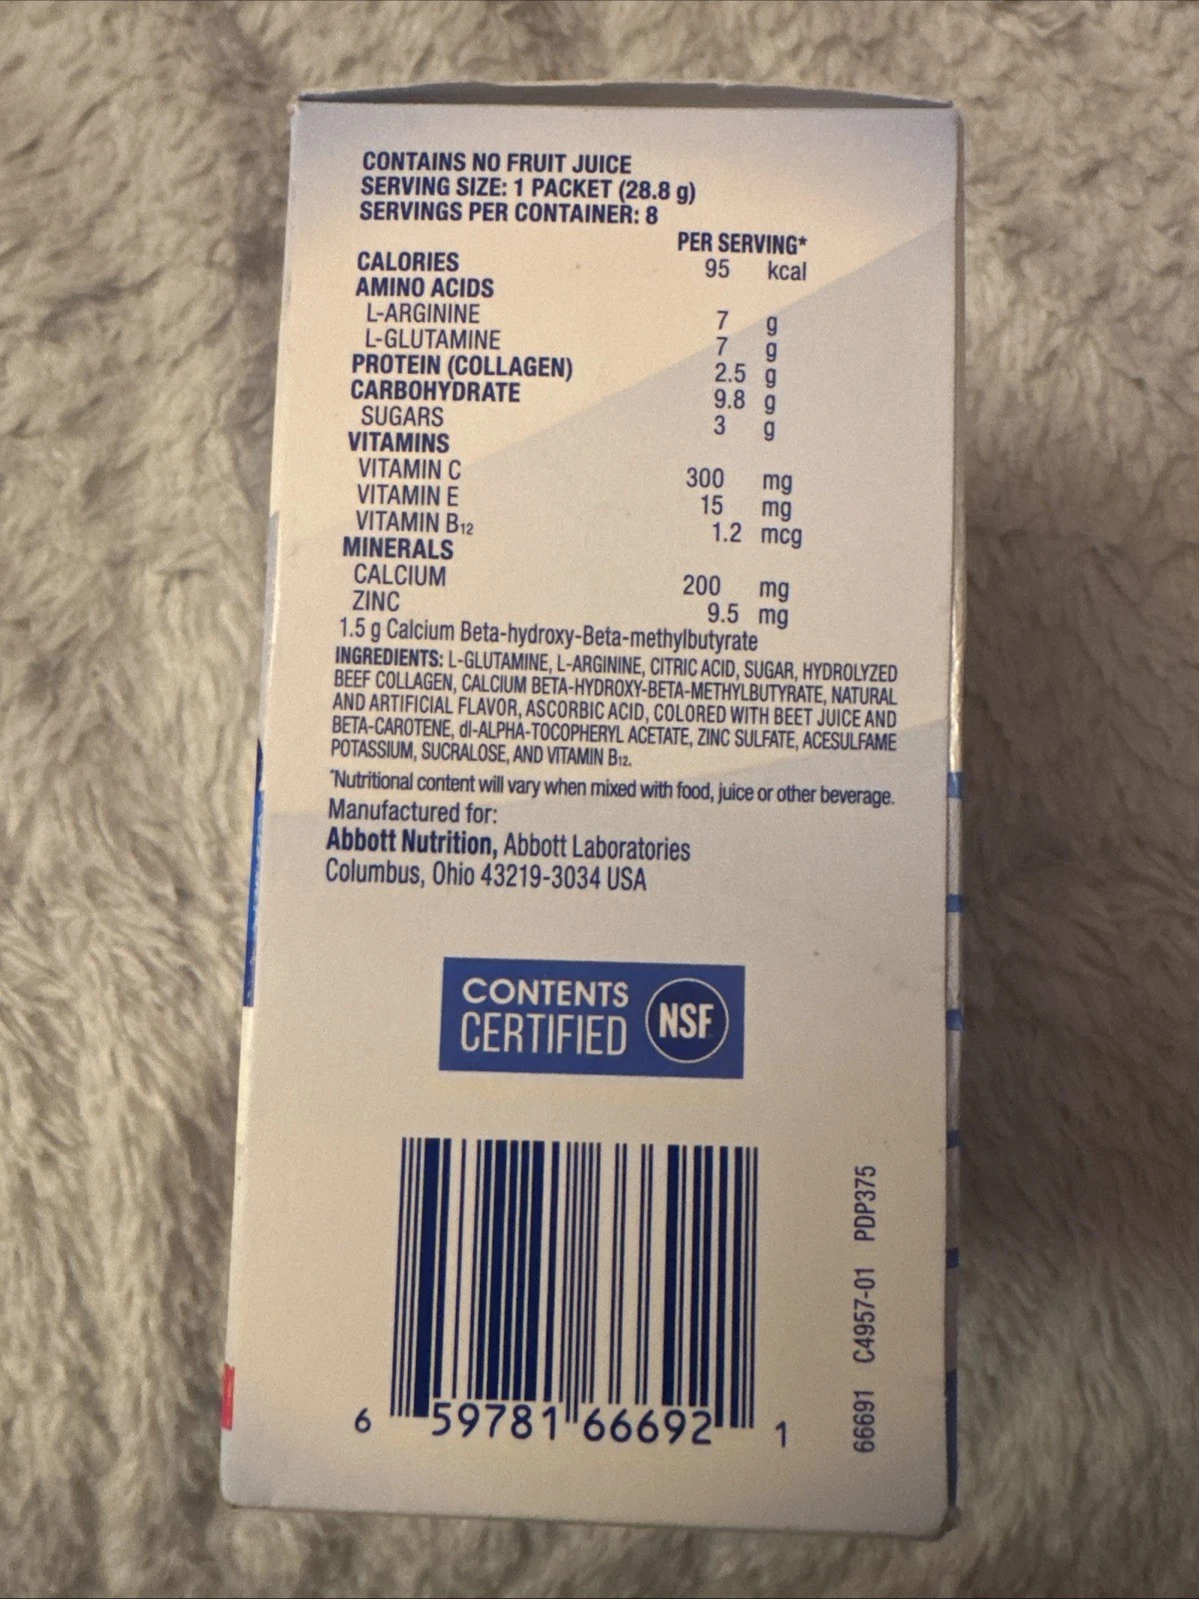 CONTAINS NO FRUIT JUICE
SERVING SIZE: 1 PACKET (28.8 g)
SERVINGS PER CONTAINER: 8
PER SERVING*
CALORIES 95 kcal
AMINO ACIDS
L-ARGININE 7 g
L-GLUTAMINE 7 g
PROTEIN (COLLAGEN) 2.5 g
CARBOHYDRATE 9.8 g
SUGARS 3 g
VITAMINS
VITAMIN C 300 mg
VITAMIN E 15 mg
VITAMIN B12 1.2 mcg
MINERALS
CALCIUM 200 mg
ZINC 9.5 mg
1.5 g Calcium Beta-hydroxy-Beta-methylbutyrate
INGREDIENTS: L-GLUTAMINE, L-ARGININE, CITRIC ACID, SUGAR, HYDROLYZED
BEEF COLLAGEN, CALCIUM BETA-HYDROXY-BETA-METHYLBUTYRATE, NATURAL
AND ARTIFICIAL FLAVOR, ASCORBIC ACID, COLORED WITH BEET JUICE AND
BETA-CAROTENE, dl-ALPHA-TOCOPHERYL ACETATE, ZINC SULFATE, ACESULFAME
POTASSIUM, SUCRALOSE, AND VITAMIN B12.
*Nutritional content will vary when mixed with food, juice or other beverage.
Manufactured for:
Abbott Nutrition, Abbott Laboratories
Columbus, Ohio 43219-3034 USA
CONTENTS
CERTIFIED
NSF
6 59781 66692 1
66691 C4957-01 PDP375